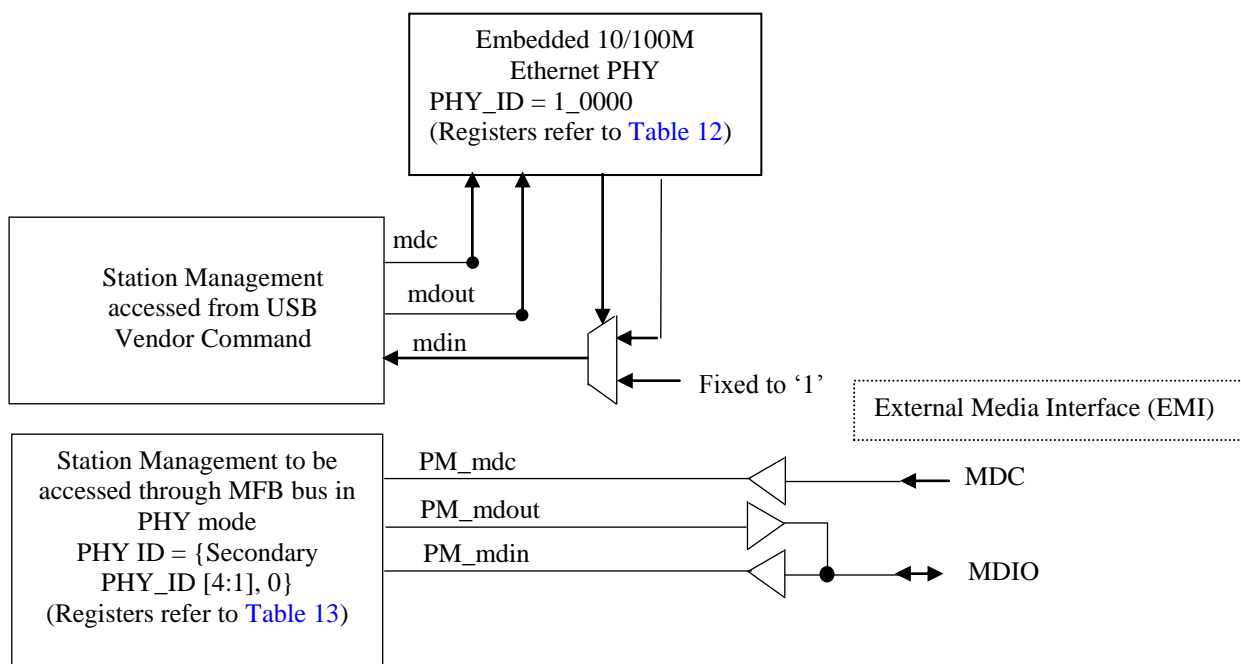 Embedded 10/100M
Ethernet PHY
PHY_ID = 1_0000
(Registers refer to Table 12)
Station Management
accessed from USB
Vendor Command
mdc
mdout
mdin
Fixed to ‘1’
External Media Interface (EMI)
Station Management to be
accessed through MFB bus in
PHY mode
PHY ID = {Secondary
PHY_ID [4:1], 0}
(Registers refer to Table 13)
PM_mdc
PM_mdout
PM_mdin
MDC
MDIO